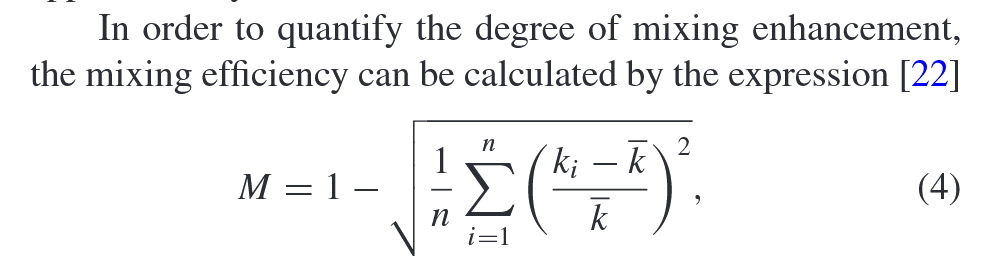 In order to quantify the degree of mixing enhancement,
the mixing efficiency can be calculated by the expression [22]
M = 1 − √(1/n ∑_{i=1}^{n} ((k_i − k̅)/k̅)²), (4)